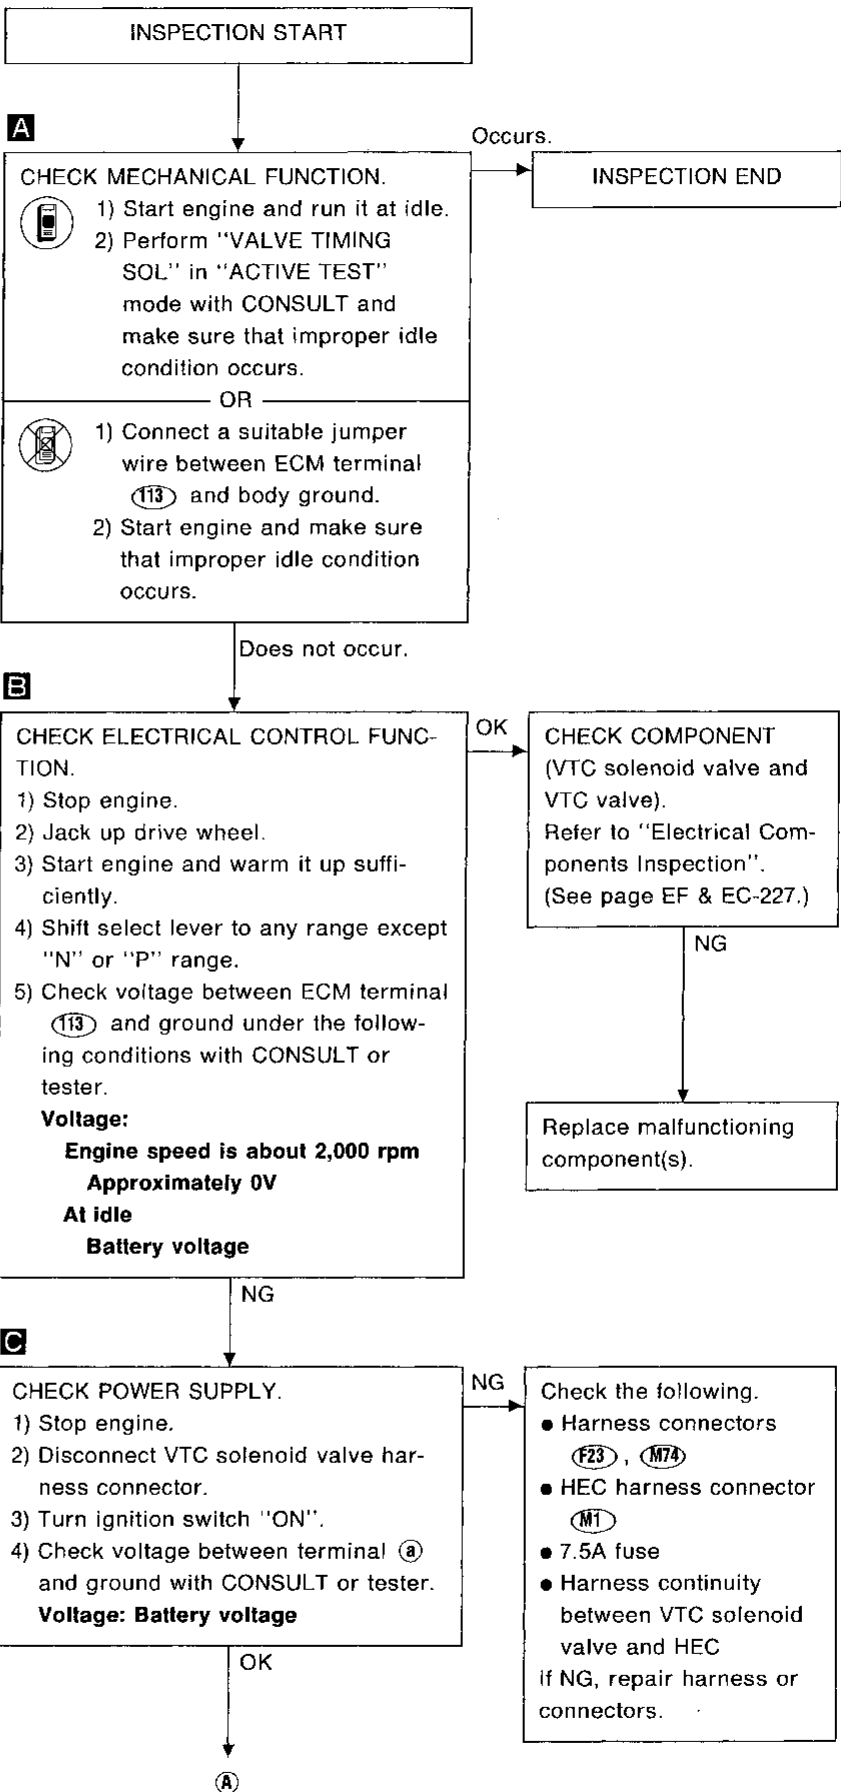 INSPECTION START
A
CHECK MECHANICAL FUNCTION.
1) Start engine and run it at idle.
2) Perform "VALVE TIMING
SOL" in "ACTIVE TEST"
mode with CONSULT and
make sure that improper idle
condition occurs.
OR
1) Connect a suitable jumper
wire between ECM terminal
113 and body ground.
2) Start engine and make sure
that improper idle condition
occurs.
Occurs.
INSPECTION END
Does not occur.
B
CHECK ELECTRICAL CONTROL FUNC-
TION.
1) Stop engine.
2) Jack up drive wheel.
3) Start engine and warm it up suffi-
ciently.
4) Shift select lever to any range except
"N" or "P" range.
5) Check voltage between ECM terminal
113 and ground under the follow-
ing conditions with CONSULT or
tester.
Voltage:
Engine speed is about 2,000 rpm
Approximately 0V
At idle
Battery voltage
OK
CHECK COMPONENT
(VTC solenoid valve and
VTC valve).
Refer to "Electrical Com-
ponents Inspection".
(See page EF & EC-227.)
NG
Replace malfunctioning
component(s).
NG
C
CHECK POWER SUPPLY.
1) Stop engine.
2) Disconnect VTC solenoid valve har-
ness connector.
3) Turn ignition switch "ON".
4) Check voltage between terminal ⓐ
and ground with CONSULT or tester.
Voltage: Battery voltage
NG
Check the following.
● Harness connectors
F23 , M74
● HEC harness connector
M1
● 7.5A fuse
● Harness continuity
between VTC solenoid
valve and HEC
If NG, repair harness or
connectors.
OK
Ⓐ